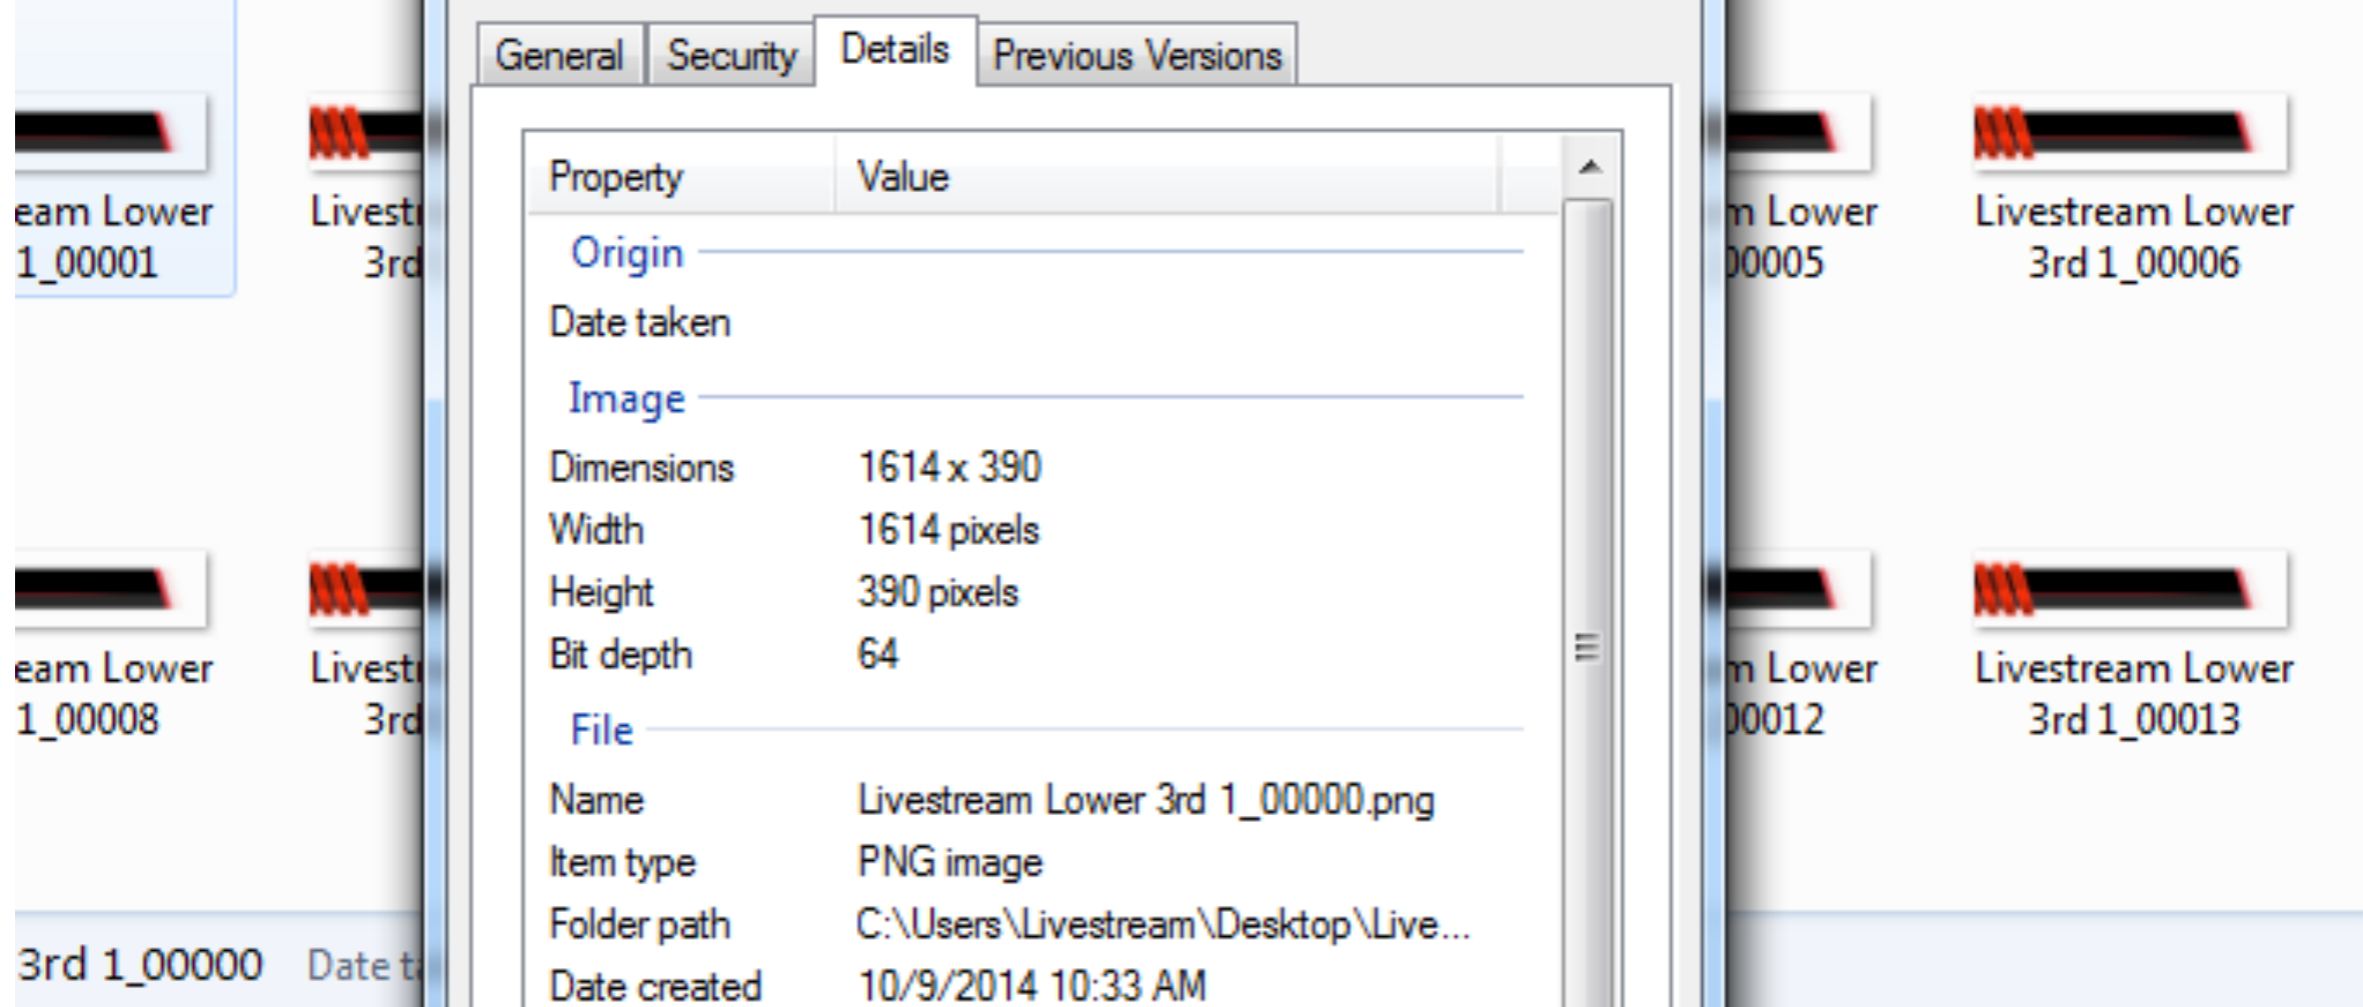 General Security Details Previous Versions
Property Value
Origin
Date taken
Image
Dimensions 1614 x 390
Width 1614 pixels
Height 390 pixels
Bit depth 64
File
Name Livestream Lower 3rd 1_00000.png
Item type PNG image
Folder path C:\Users\Livestream\Desktop\Live...
Date created 10/9/2014 10:33 AM
eam Lower
1_00001
Livest
3rd
m Lower
00005
Livestream Lower
3rd 1_00006
eam Lower
1_00008
Livest
3rd
m Lower
00012
Livestream Lower
3rd 1_00013
3rd 1_00000 Date t